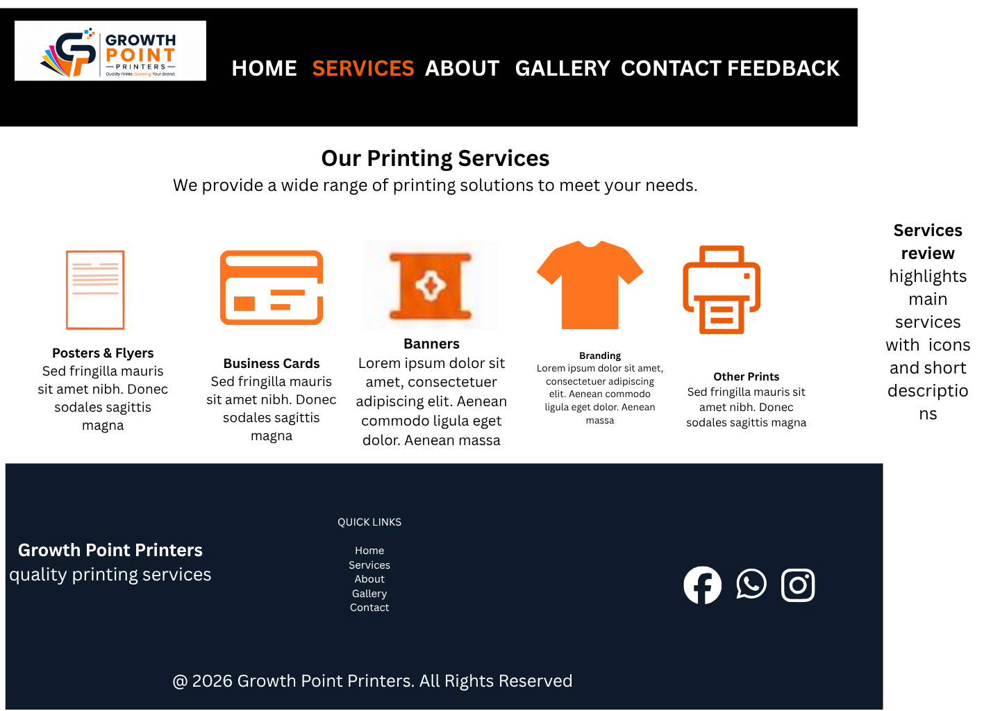 GROWTH
POINT
PRINTERS
Quality Prints. Growing Your Brand.
HOME SERVICES ABOUT GALLERY CONTACT FEEDBACK
Our Printing Services
We provide a wide range of printing solutions to meet your needs.
Posters & Flyers
Sed fringilla mauris
sit amet nibh. Donec
sodales sagittis
magna
Business Cards
Sed fringilla mauris
sit amet nibh. Donec
sodales sagittis
magna
Banners
Lorem ipsum dolor sit
amet, consectetuer
adipiscing elit. Aenean
commodo ligula eget
dolor. Aenean massa
Branding
Lorem ipsum dolor sit amet,
consectetuer adipiscing
elit. Aenean commodo
ligula eget dolor. Aenean
massa
Other Prints
Sed fringilla mauris sit
amet nibh. Donec
sodales sagittis magna
Services
review
highlights
main
services
with icons
and short
descriptio
ns
Growth Point Printers
quality printing services
QUICK LINKS
Home
Services
About
Gallery
Contact
@ 2026 Growth Point Printers. All Rights Reserved